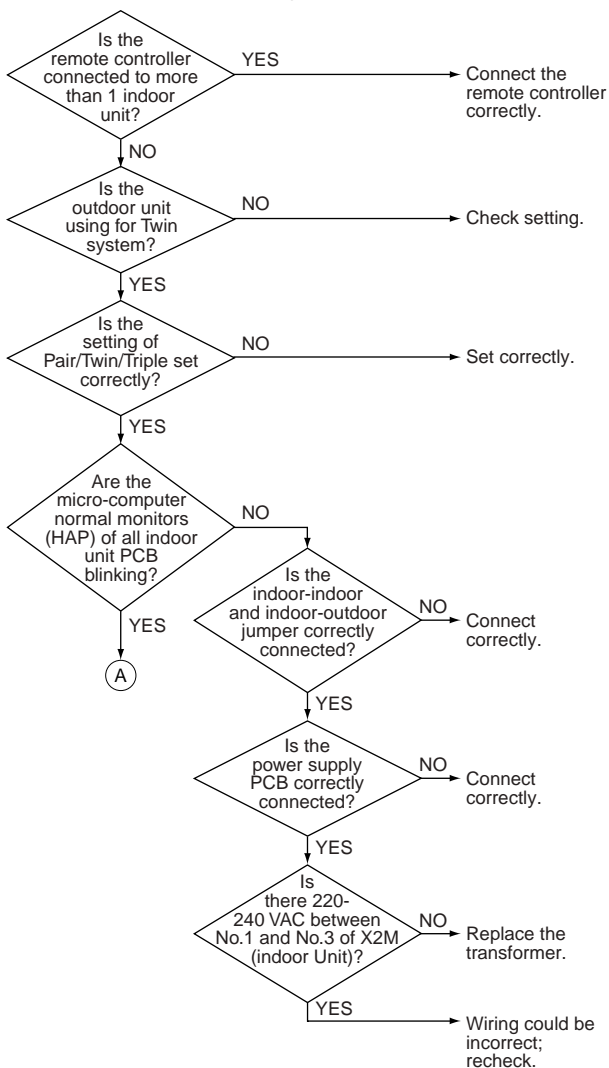 Is the
remote controller
connected to more
than 1 indoor
unit?
YES
Connect the
remote controller
correctly.
NO
Is the
outdoor unit
using for Twin
system?
NO
Check setting.
YES
Is the
setting of
Pair/Twin/Triple set
correctly?
NO
Set correctly.
YES
Are the
micro-computer
normal monitors
(HAP) of all indoor
unit PCB
blinking?
NO
YES
A
Is the
indoor-indoor
and indoor-outdoor
jumper correctly
connected?
NO
Connect
correctly.
YES
Is the
power supply
PCB correctly
connected?
NO
Connect
correctly.
YES
Is
there 220-
240 VAC between
No.1 and No.3 of X2M
(indoor Unit)?
NO
Replace the
transformer.
YES
Wiring could be
incorrect;
recheck.